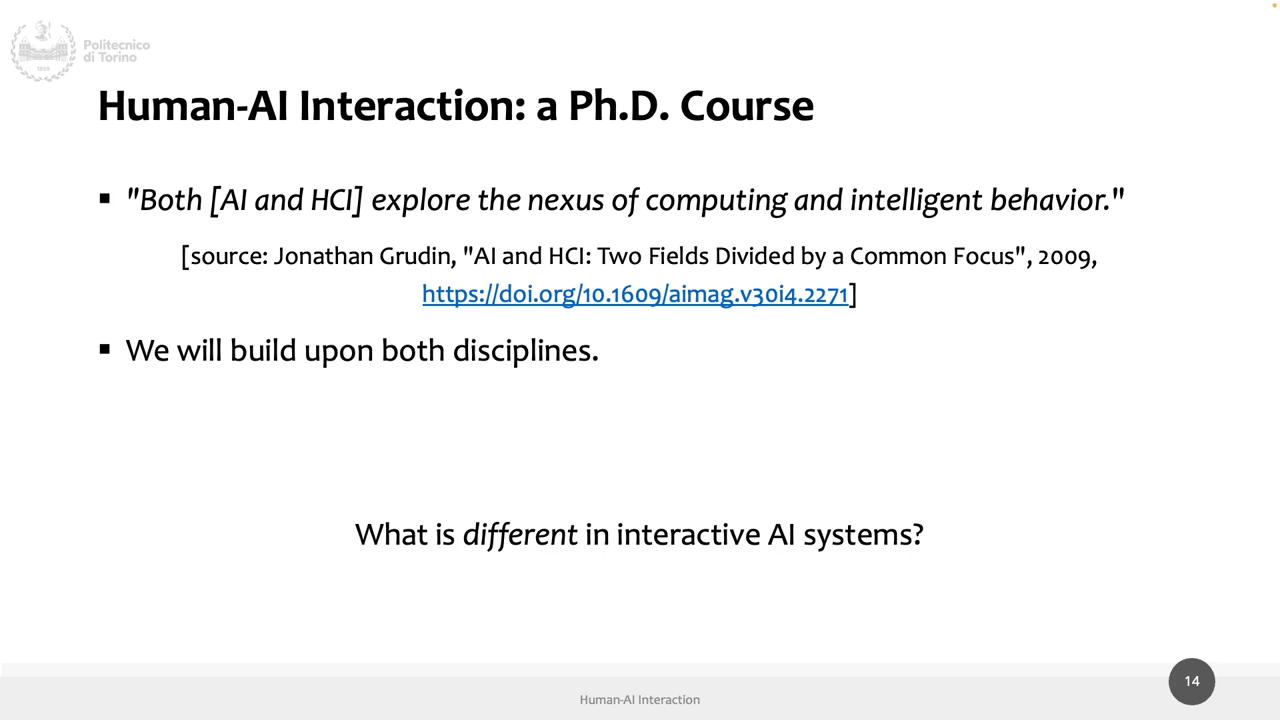 Politecnico
di Torino
1859
Human-AI Interaction: a Ph.D. Course
▪ "Both [AI and HCI] explore the nexus of computing and intelligent behavior."
[source: Jonathan Grudin, "AI and HCI: Two Fields Divided by a Common Focus", 2009,
https://doi.org/10.1609/aimag.v30i4.2271]
▪ We will build upon both disciplines.
What is different in interactive AI systems?
Human-AI Interaction
14